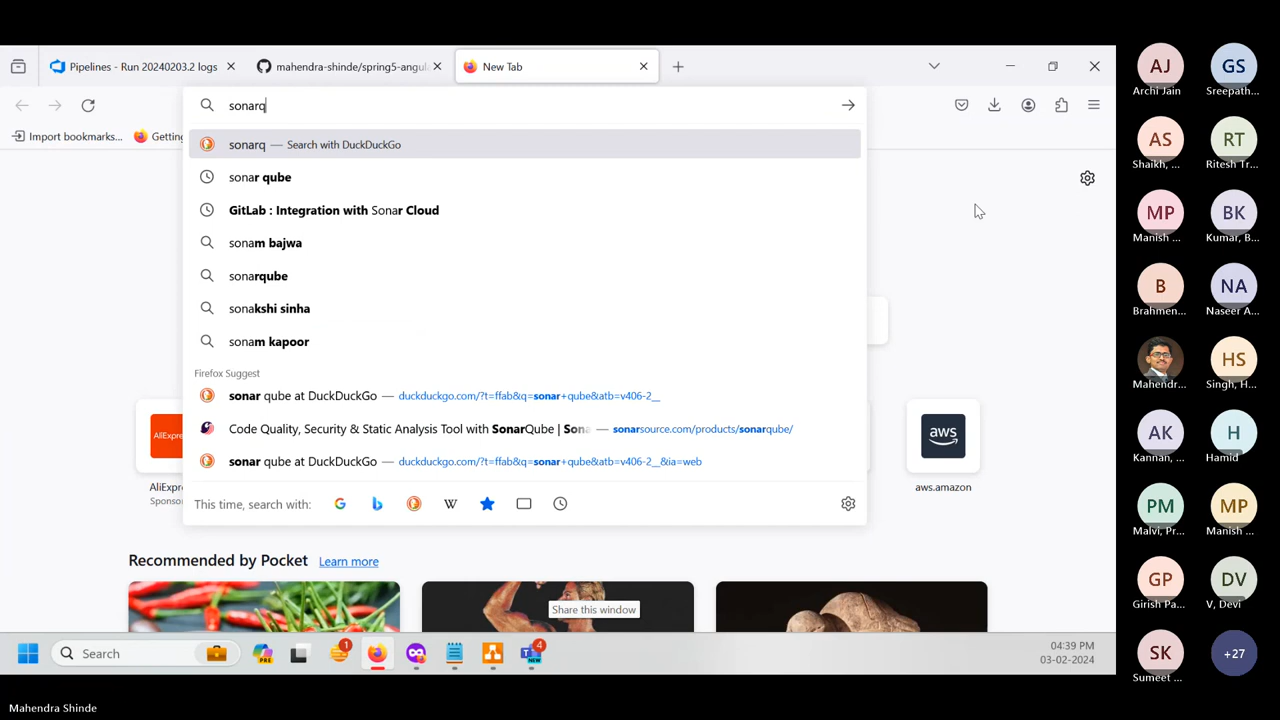 Pipelines - Run 20240203.2 logs
mahendra-shinde/spring5-angula
New Tab
sonarq
Import bookmarks...
Getting
sonarq — Search with DuckDuckGo
sonar qube
GitLab : Integration with Sonar Cloud
sonam bajwa
sonarqube
sonakshi sinha
sonam kapoor
Firefox Suggest
sonar qube at DuckDuckGo — duckduckgo.com/?t=ffab&q=sonar+qube&atb=v406-2__
Code Quality, Security & Static Analysis Tool with SonarQube | Sona — sonarsource.com/products/sonarqube/
sonar qube at DuckDuckGo — duckduckgo.com/?t=ffab&q=sonar+qube&atb=v406-2__&ia=web
This time, search with:
AliExpress
AliExpr
Sponso
aws
aws.amazon
Recommended by Pocket Learn more
Share this window
Search
PRE
1
4
NEW
04:39 PM
03-02-2024
AJ
Archi Jain
GS
Sreepath...
AS
Shaikh, ...
RT
Ritesh Tr...
MP
Manish ...
BK
Kumar, B...
B
Brahmen...
NA
Naseer A...
Mahendr...
HS
Singh, H...
AK
Kannan, ...
H
Hamid
PM
Malvi, Pr...
MP
Manish ...
GP
Girish Pa...
DV
V, Devi
SK
Sumeet ...
+27
Mahendra Shinde